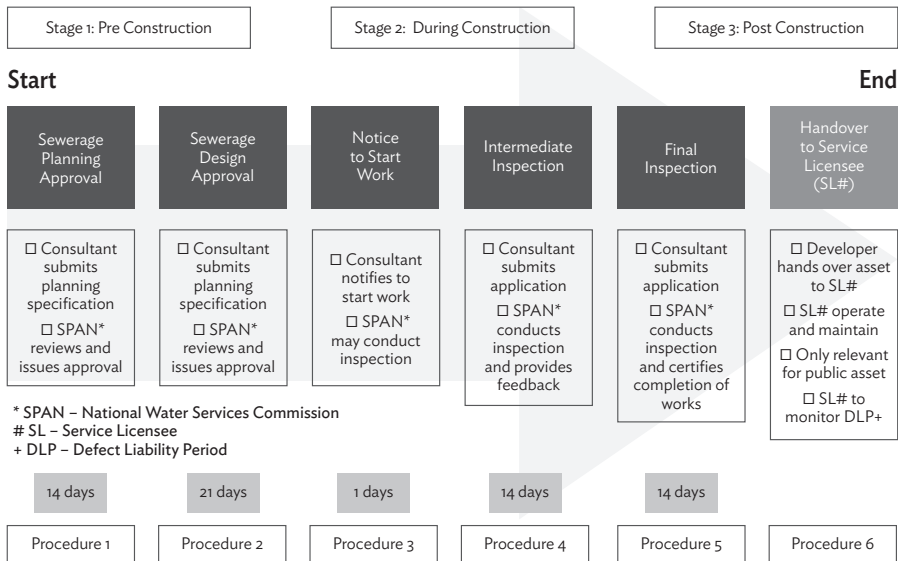 Stage 1: Pre Construction
Stage 2: During Construction
Stage 3: Post Construction
Start
End
Sewerage
Planning
Approval
Sewerage
Design
Approval
Notice
to Start
Work
Intermediate
Inspection
Final
Inspection
Handover
to Service
Licensee
(SL#)
☐ Consultant
submits
planning
specification
☐ SPAN*
reviews and
issues approval
☐ Consultant
submits
planning
specification
☐ SPAN*
reviews and
issues approval
☐ Consultant
notifies to
start work
☐ SPAN*
may conduct
inspection
☐ Consultant
submits
application
☐ SPAN*
conducts
inspection
and provides
feedback
☐ Consultant
submits
application
☐ SPAN*
conducts
inspection
and certifies
completion of
works
☐ Developer
hands over asset
to SL#
☐ SL# operate
and maintain
☐ Only relevant
for public asset
☐ SL# to
monitor DLP+
* SPAN – National Water Services Commission
# SL – Service Licensee
+ DLP – Defect Liability Period
14 days
21 days
1 days
14 days
14 days
Procedure 1
Procedure 2
Procedure 3
Procedure 4
Procedure 5
Procedure 6